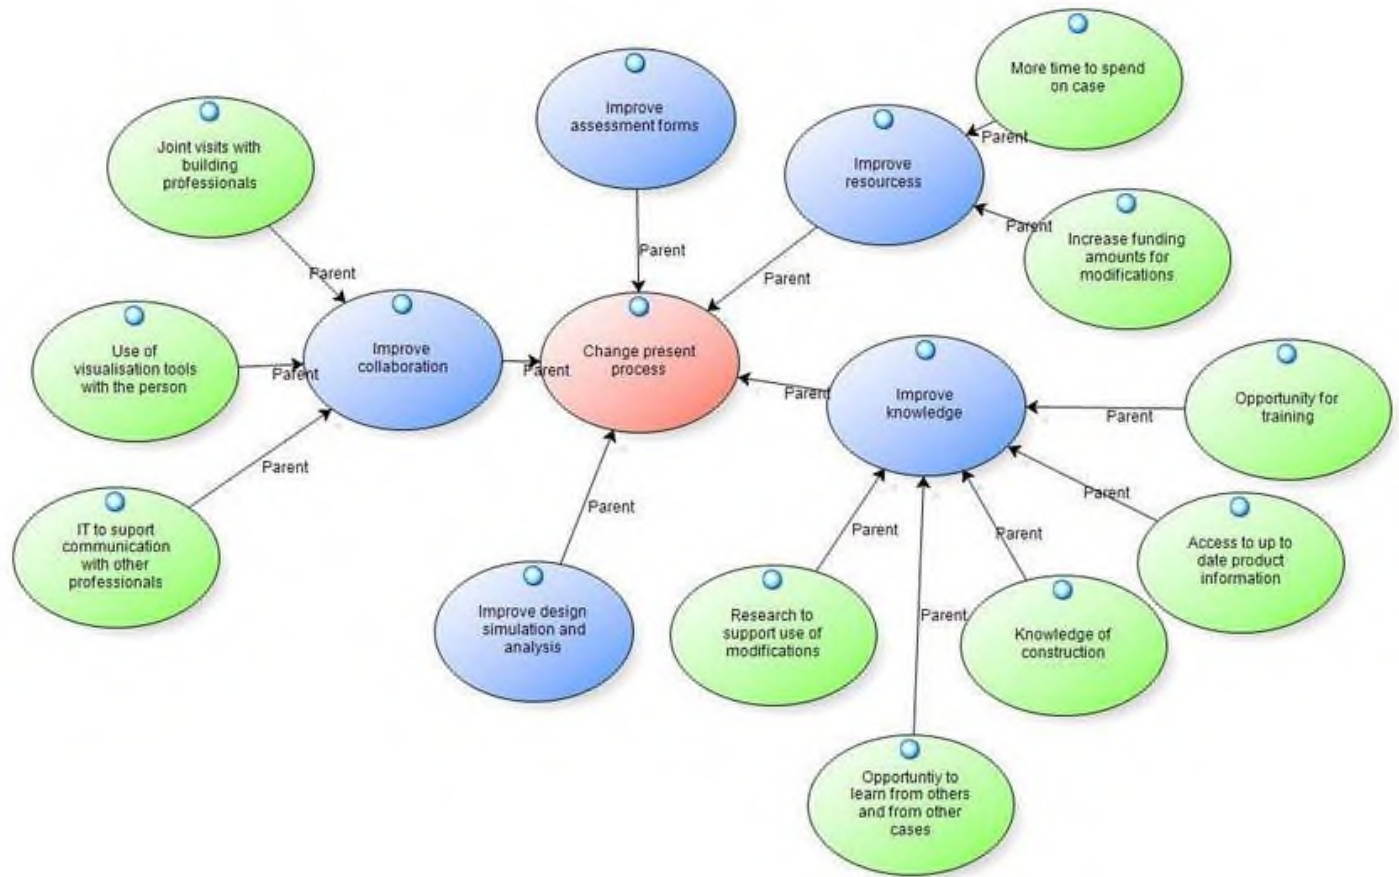 More time to spend
on case
Improve
assessment forms
Parent
Joint visits with
building
professionals
Improve
resourcess
Parent
Increase funding
amounts for
modifications
Parent
Parent
Parent
Use of
visualisation tools
with the person
Parent
Improve
collaboration
Parent
Change present
process
Parent
Improve
knowledge
Parent
Opportunity for
training
Parent
IT to suport
communication
with other
professionals
Parent
Improve design
simulation and
analysis
Parent
Research to
support use of
modifications
Parent
Parent
Knowledge of
construction
Parent
Access to up to
date product
information
Parent
Opportuntiy to
learn from others
and from other
cases